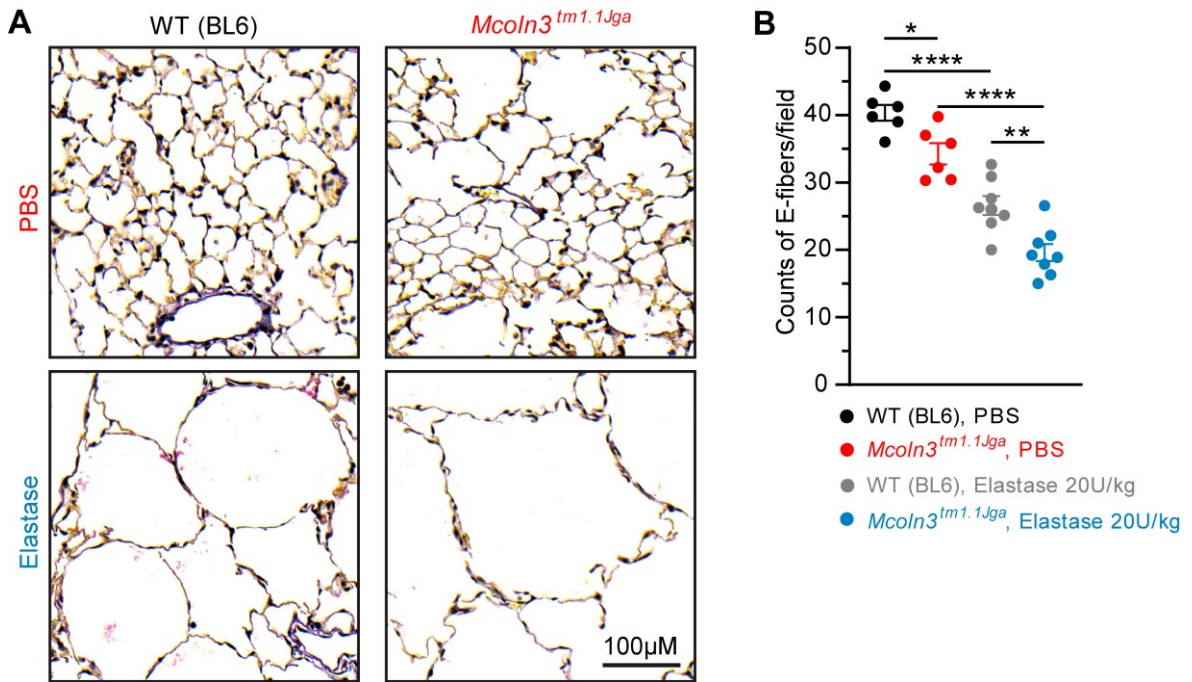 A
WT (BL6)
Mcoln3 tm1.1Jga
PBS
Elastase
100µM
B
*
****
****
**
Counts of E-fibers/field
50
40
30
20
10
0
WT (BL6), PBS
Mcoln3 tm1.1Jga, PBS
WT (BL6), Elastase 20U/kg
Mcoln3 tm1.1Jga, Elastase 20U/kg